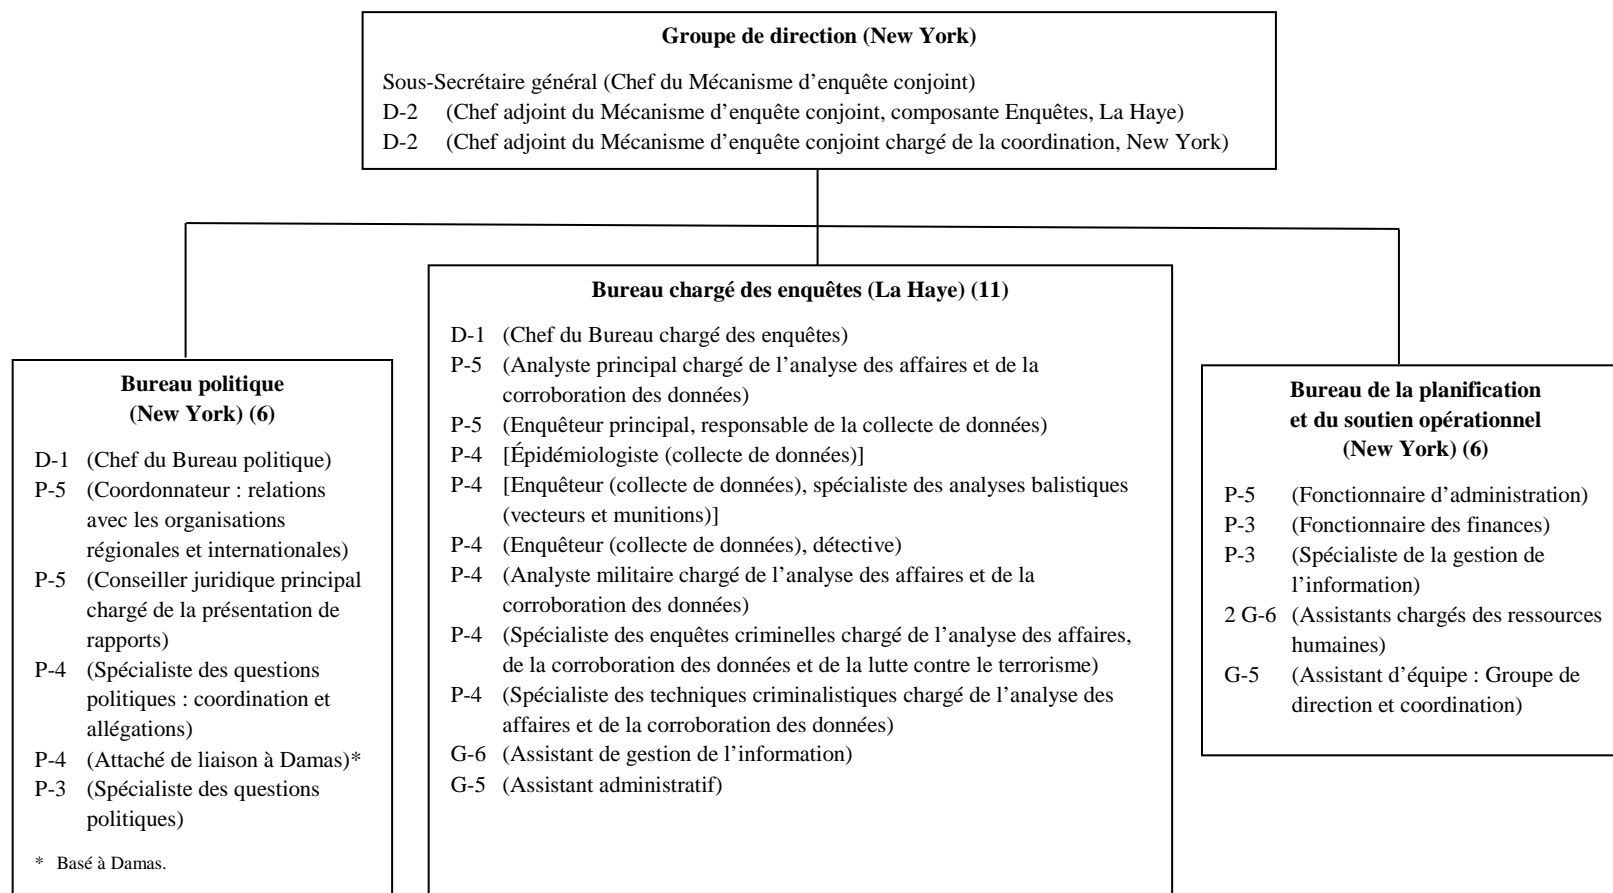 Groupe de direction (New York)
Sous-Secrétaire général (Chef du Mécanisme d’enquête conjoint)
D-2 (Chef adjoint du Mécanisme d’enquête conjoint, composante Enquêtes, La Haye)
D-2 (Chef adjoint du Mécanisme d’enquête conjoint chargé de la coordination, New York)
Bureau politique
(New York) (6)
D-1 (Chef du Bureau politique)
P-5 (Coordonnateur : relations
avec les organisations
régionales et internationales)
P-5 (Conseiller juridique principal
chargé de la présentation de
rapports)
P-4 (Spécialiste des questions
politiques : coordination et
allégations)
P-4 (Attaché de liaison à Damas)*
P-3 (Spécialiste des questions
politiques)
* Basé à Damas.
Bureau chargé des enquêtes (La Haye) (11)
D-1 (Chef du Bureau chargé des enquêtes)
P-5 (Analyste principal chargé de l’analyse des affaires et de la
corroboration des données)
P-5 (Enquêteur principal, responsable de la collecte de données)
P-4 [Épidémiologiste (collecte de données)]
P-4 [Enquêteur (collecte de données), spécialiste des analyses balistiques
(vecteurs et munitions)]
P-4 (Enquêteur (collecte de données), détective)
P-4 (Analyste militaire chargé de l’analyse des affaires et de la
corroboration des données)
P-4 (Spécialiste des enquêtes criminelles chargé de l’analyse des affaires,
de la corroboration des données et de la lutte contre le terrorisme)
P-4 (Spécialiste des techniques criminalistiques chargé de l’analyse des
affaires et de la corroboration des données)
G-6 (Assistant de gestion de l’information)
G-5 (Assistant administratif)
Bureau de la planification
et du soutien opérationnel
(New York) (6)
P-5 (Fonctionnaire d’administration)
P-3 (Fonctionnaire des finances)
P-3 (Spécialiste de la gestion de
l’information)
2 G-6 (Assistants chargés des ressources
humaines)
G-5 (Assistant d’équipe : Groupe de
direction et coordination)